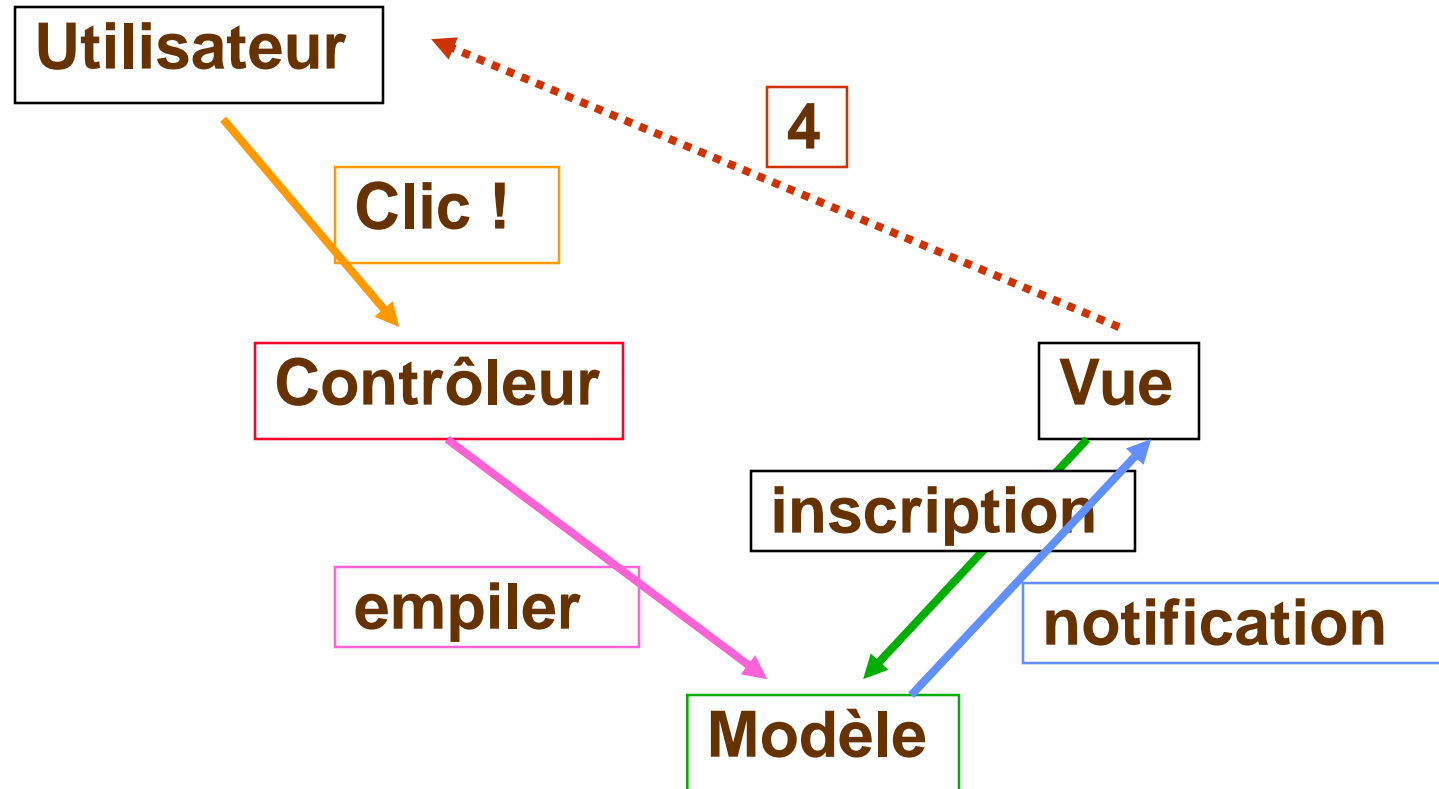 Utilisateur
4
Clic !
Contrôleur
Vue
inscription
empiler
notification
Modèle